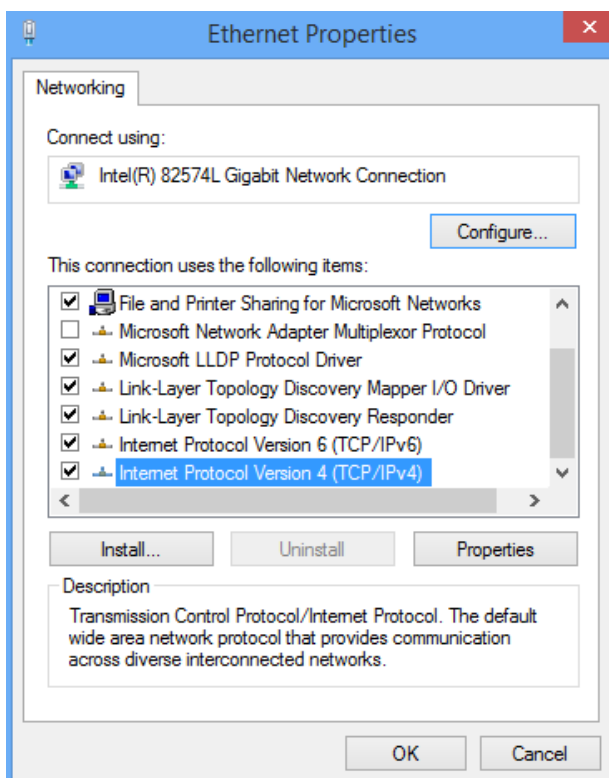 Ethernet Properties
Networking
Connect using:
Intel(R) 82574L Gigabit Network Connection
Configure...
This connection uses the following items:
File and Printer Sharing for Microsoft Networks
Microsoft Network Adapter Multiplexor Protocol
Microsoft LLDP Protocol Driver
Link-Layer Topology Discovery Mapper I/O Driver
Link-Layer Topology Discovery Responder
Internet Protocol Version 6 (TCP/IPv6)
Internet Protocol Version 4 (TCP/IPv4)
Install...
Uninstall
Properties
Description
Transmission Control Protocol/Internet Protocol. The default
wide area network protocol that provides communication
across diverse interconnected networks.
OK
Cancel